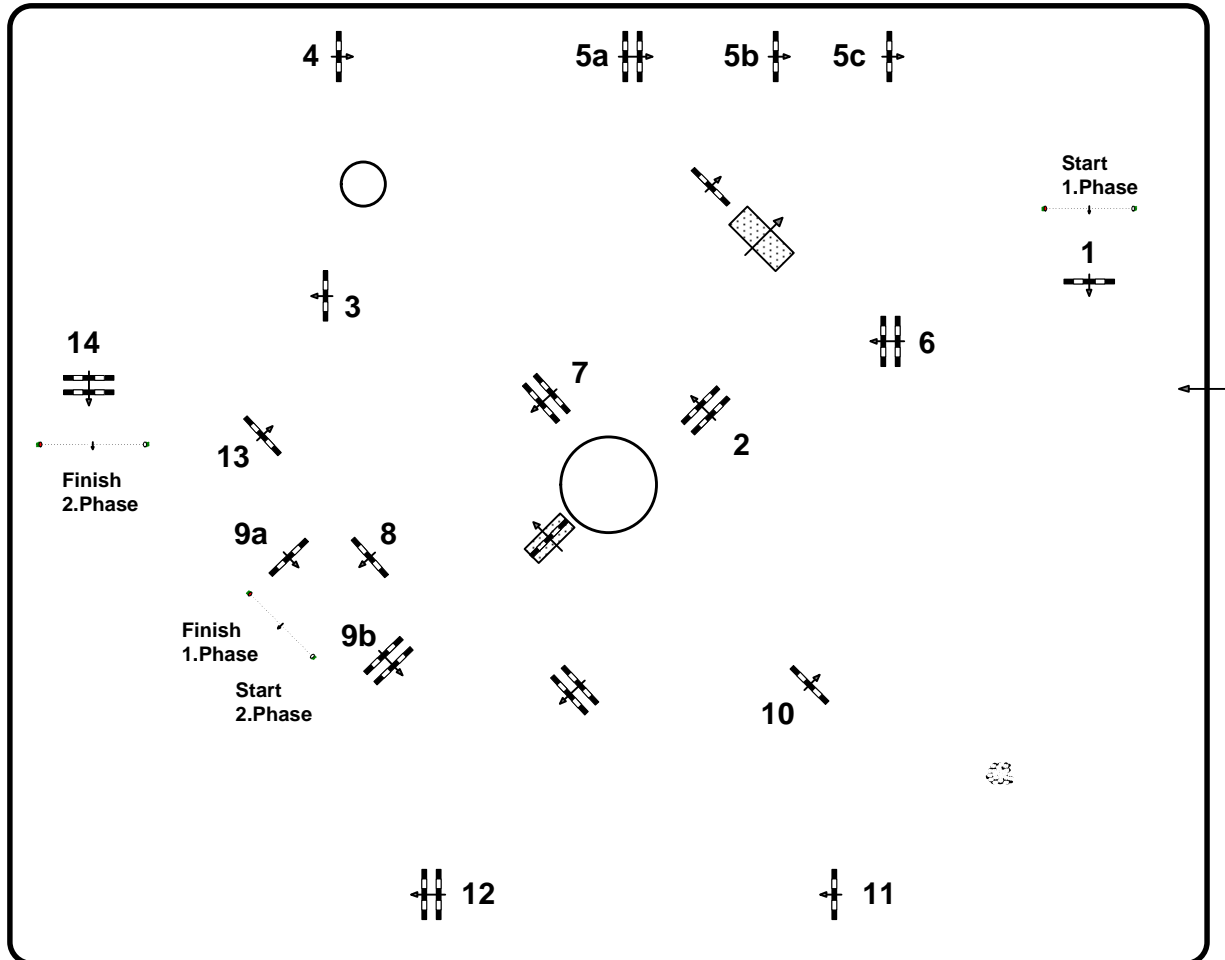 4
5a
5b
5c
Start
1.Phase
1
3
14
6
7
2
13
Finish
2.Phase
9a
8
Finish
1.Phase
9b
Start
2.Phase
10
12
11